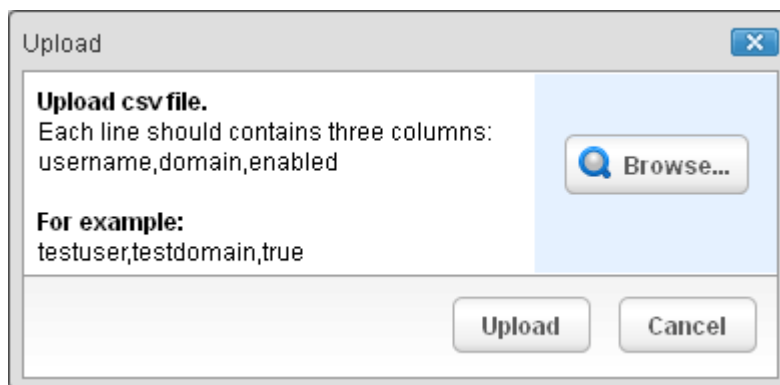 Upload
Upload csv file.
Each line should contains three columns:
username,domain,enabled
For example:
testuser,testdomain,true
Browse...
Upload
Cancel